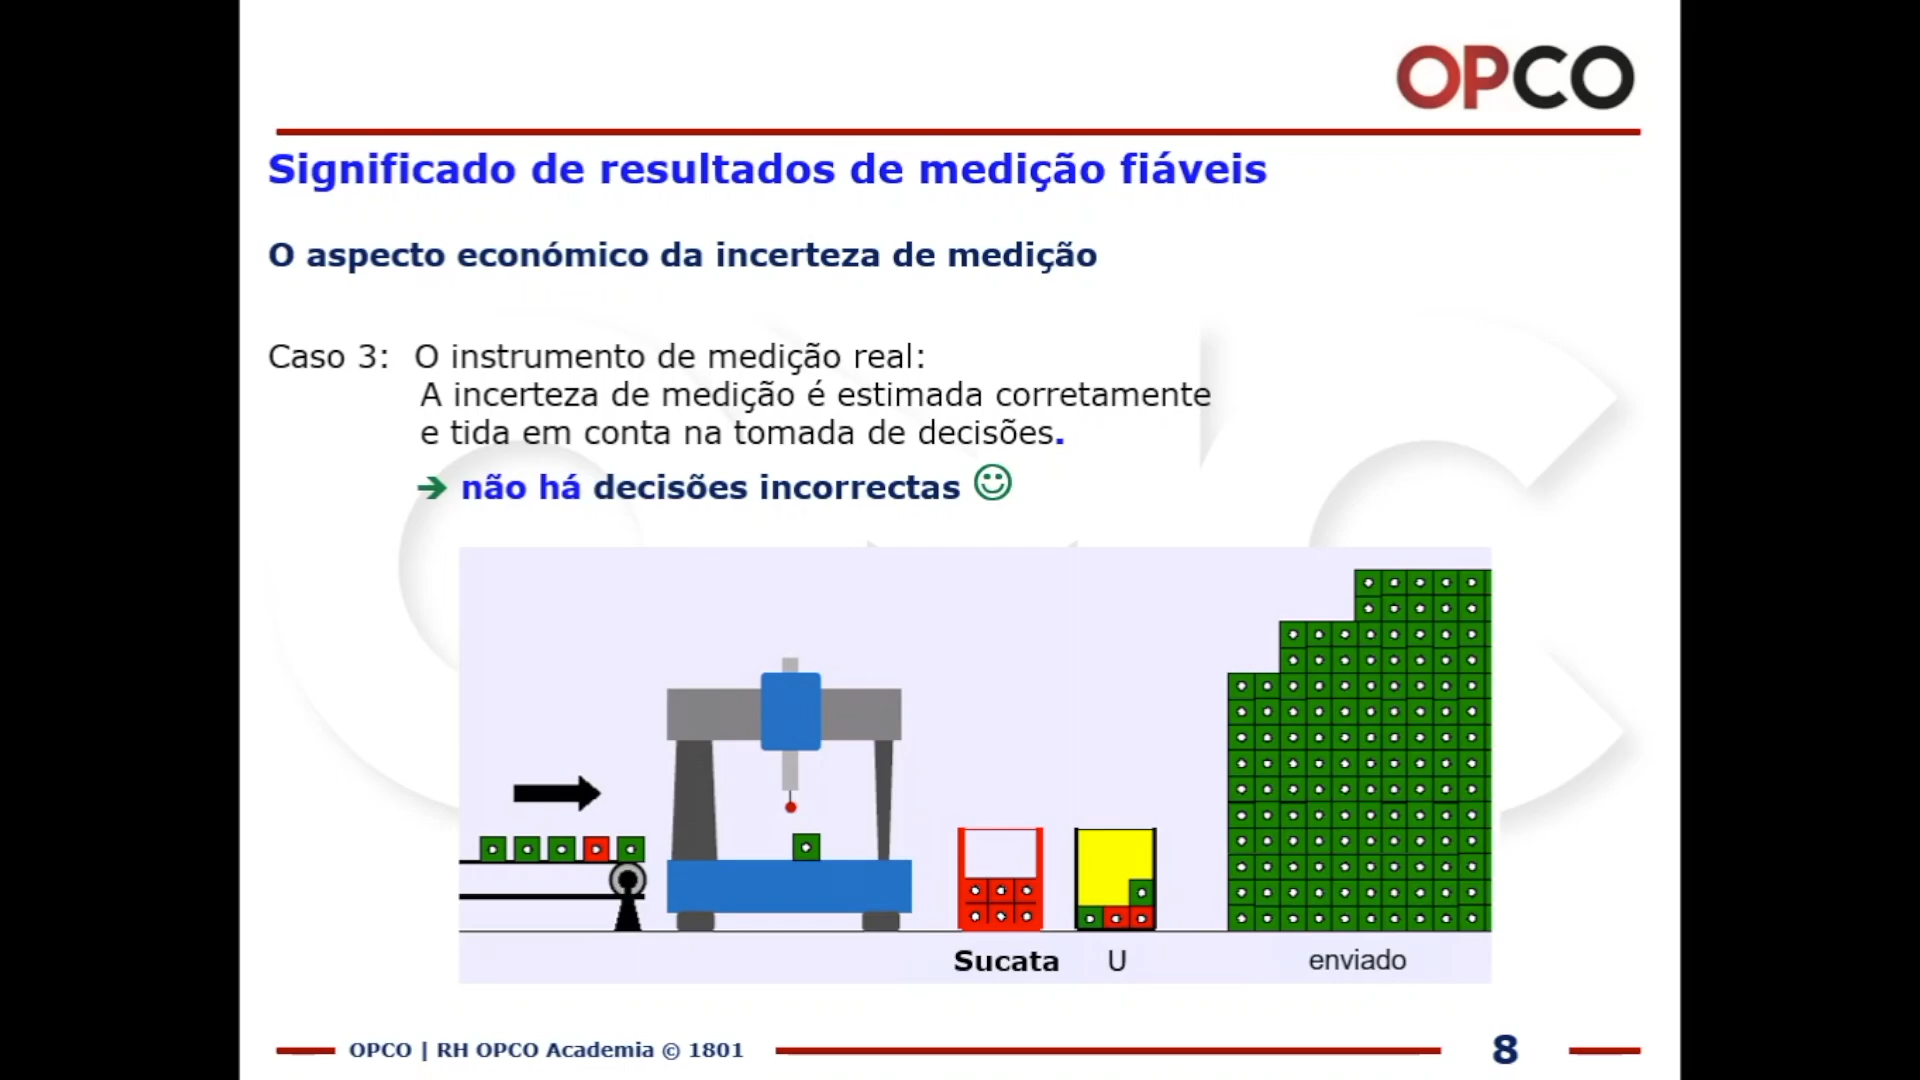 OPCO
Significado de resultados de medição fiáveis
O aspecto económico da incerteza de medição
Caso 3: O instrumento de medição real:
A incerteza de medição é estimada corretamente
e tida em conta na tomada de decisões.
➔ não há decisões incorrectas ☺
Sucata U enviado
OPCO | RH OPCO Academia © 1801 8